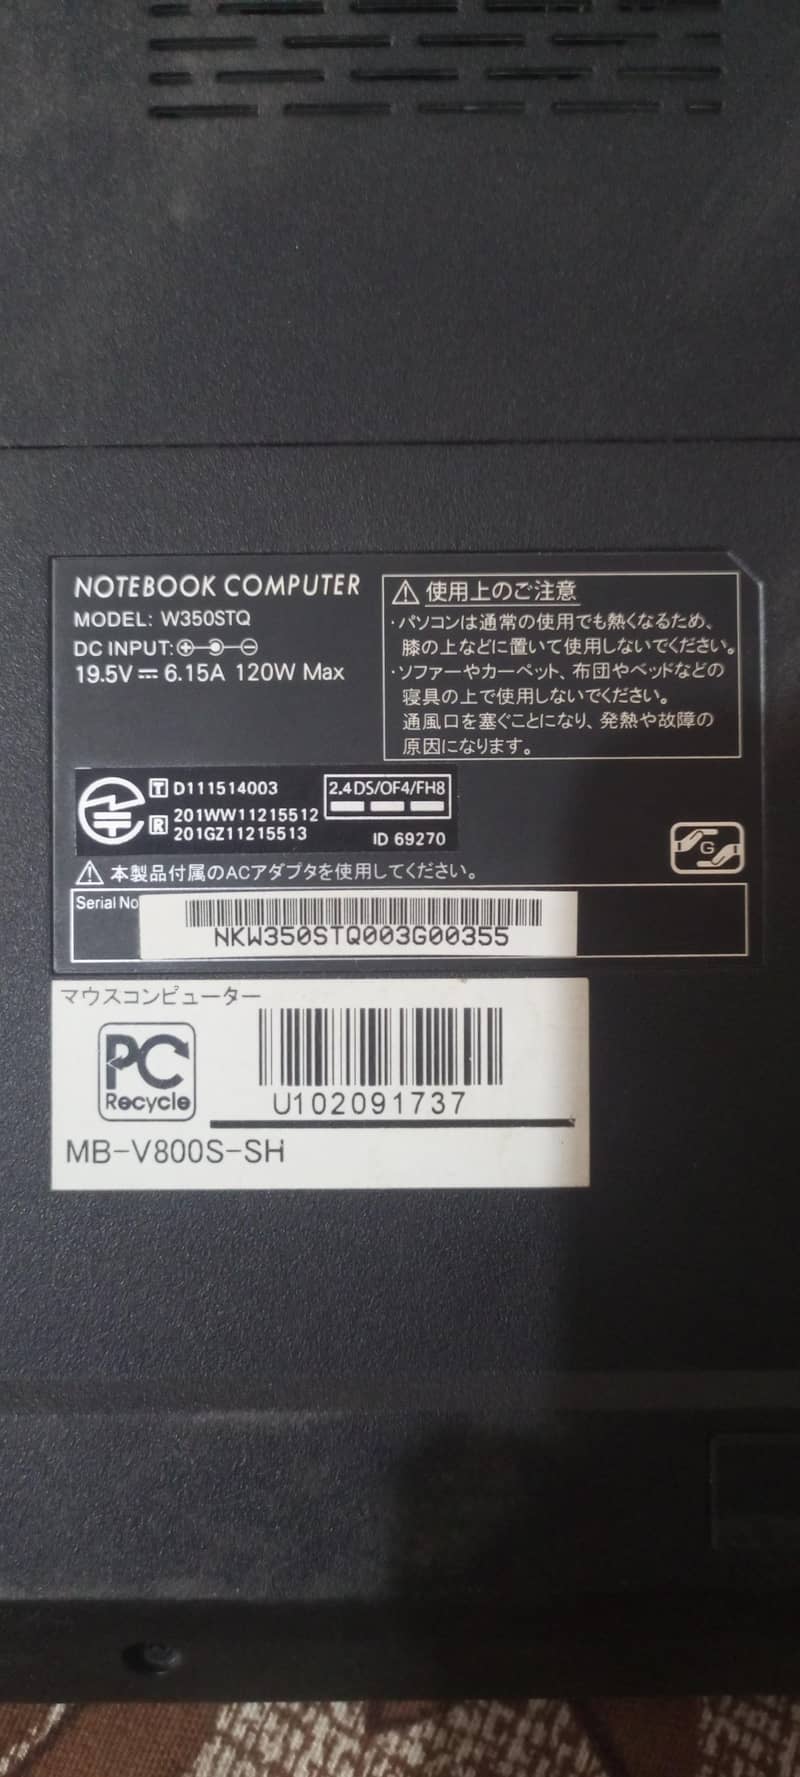 NOTEBOOK COMPUTER
MODEL: W350STQ
DC INPUT:
19.5V 6.15A 120W Max
使用上のご注意
・パソコンは通常の使用でも熱くなるため、
膝の上などに置いて使用しないでください。
・ソファーやカーペット、布団やベッドなどの
寝具の上で使用しないでください。
通風口を塞ぐことになり、発熱や故障の
原因になります。
T D111514003
R 201WW11215512
201GZ11215513
2.4DS/OF4/FH8
ID 69270
G
本製品付属のACアダプタを使用してください。
Serial No
NKW350STQ003G00355
マウスコンピューター
PC
Recycle
U102091737
MB-V800S-SH